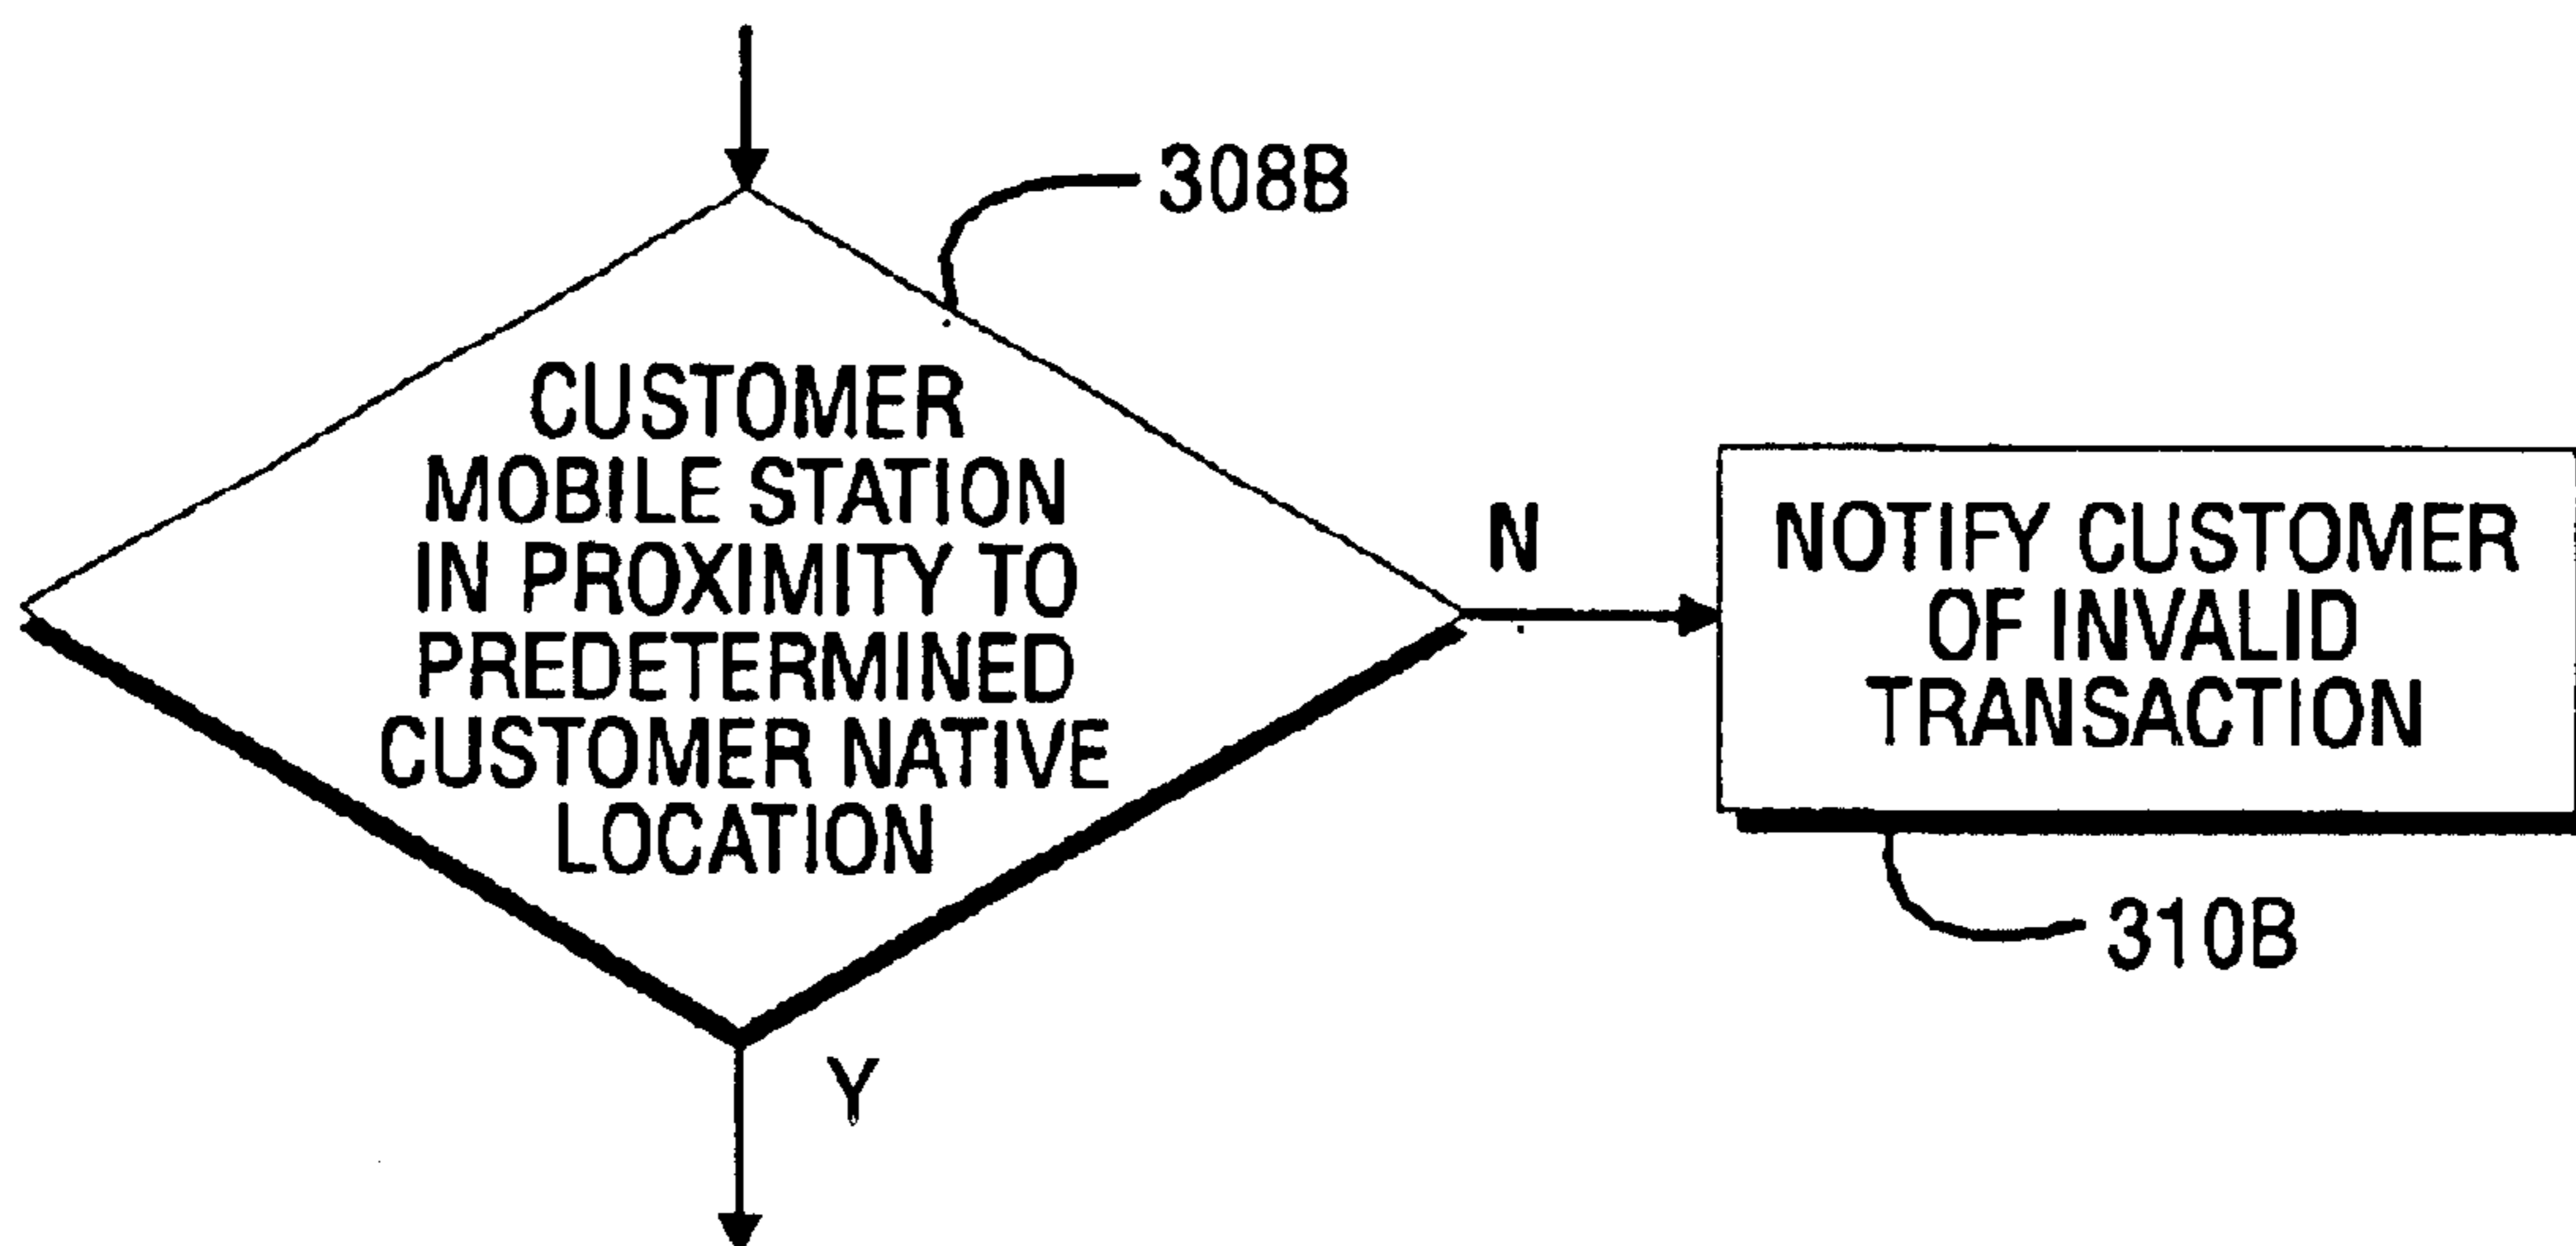 308B
CUSTOMER
MOBILE STATION
IN PROXIMITY TO
PREDETERMINED
CUSTOMER NATIVE
LOCATION
N
NOTIFY CUSTOMER
OF INVALID
TRANSACTION
310B
Y